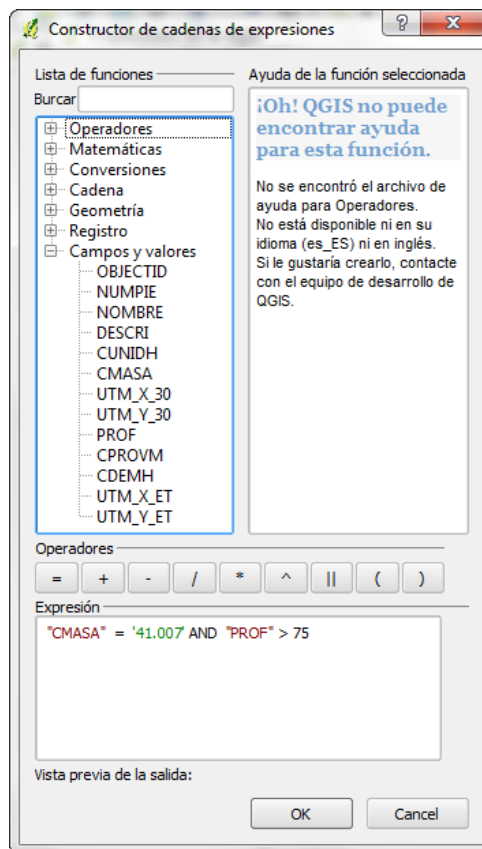 Constructor de cadenas de expresiones
?
x
Lista de funciones
Burcar
Operadores
Matemáticas
Conversiones
Cadena
Geometría
Registro
Campos y valores
OBJECTID
NUMPIE
NOMBRE
DESCRI
CUNIDH
CMASA
UTM_X_30
UTM_Y_30
PROF
CPROVM
CDEMH
UTM_X_ET
UTM_Y_ET
Ayuda de la función seleccionada
¡Oh! QGIS no puede
encontrar ayuda
para esta función.
No se encontró el archivo de
ayuda para Operadores.
No está disponible ni en su
idioma (es_ES) ni en inglés.
Si le gustaría crearlo, contacte
con el equipo de desarrollo de
QGIS.
Operadores
= + - / * ^ || ( )
Expresión
"CMASA" = '41.007' AND "PROF" > 75
Vista previa de la salida:
OK Cancel